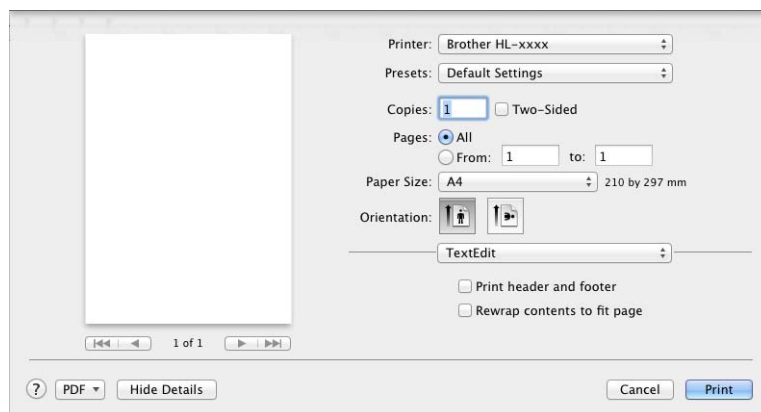 Printer: Brother HL-xxxx
Presets: Default Settings
Copies: 1 Two-Sided
Pages: All
From: 1 to: 1
Paper Size: A4 210 by 297 mm
Orientation:
TextEdit
Print header and footer
Rewrap contents to fit page
1 of 1
? PDF Hide Details Cancel Print